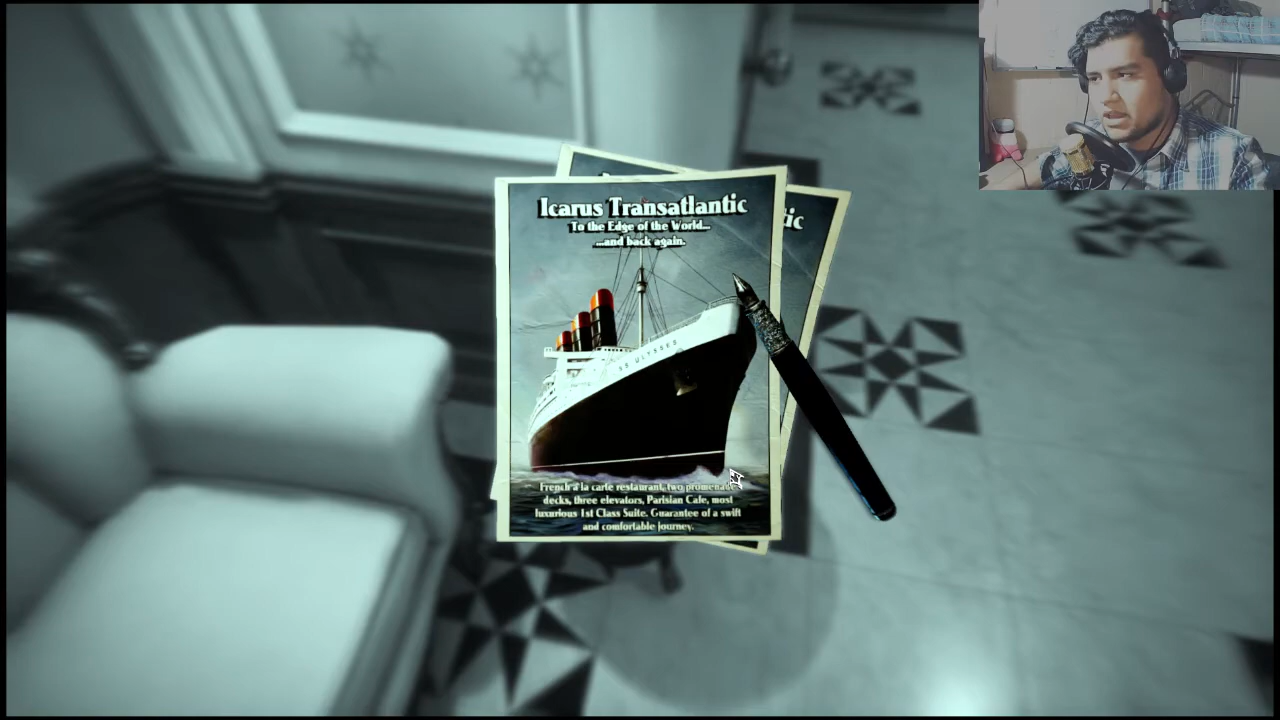 Icarus Transatlantic
To the Edge of the World...
...and back again.
tic
SS ULYSSES
French a la carte restaurant, two promenade
decks, three elevators, Parisian Cafe, most
luxurious 1st Class Suite. Guarantee of a swift
and comfortable journey.